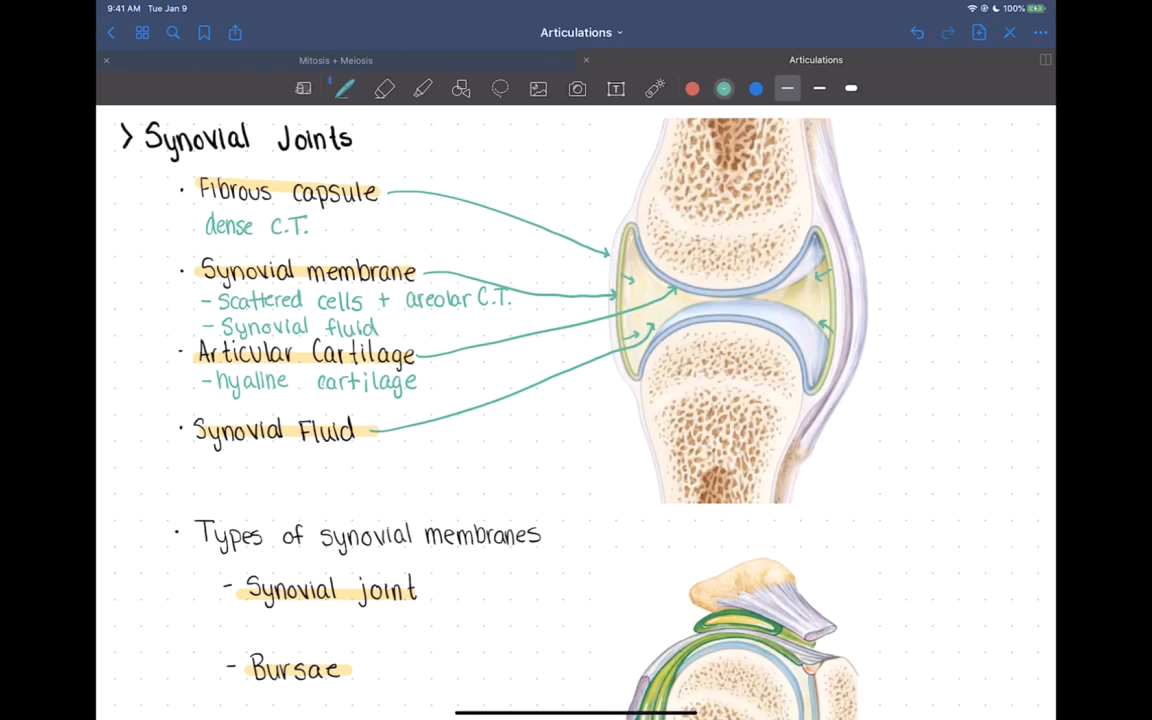 9:41 AM Tue Jan 9
100%
Articulations
Mitosis + Meiosis
Articulations
T
> Synovial Joints
· Fibrous capsule
dense C.T.
· Synovial membrane
- scattered cells + areolar C.T.
- Synovial fluid
· Articular Cartilage
- hyaline cartilage
· Synovial Fluid
· Types of synovial membranes
- Synovial joint
- Bursae